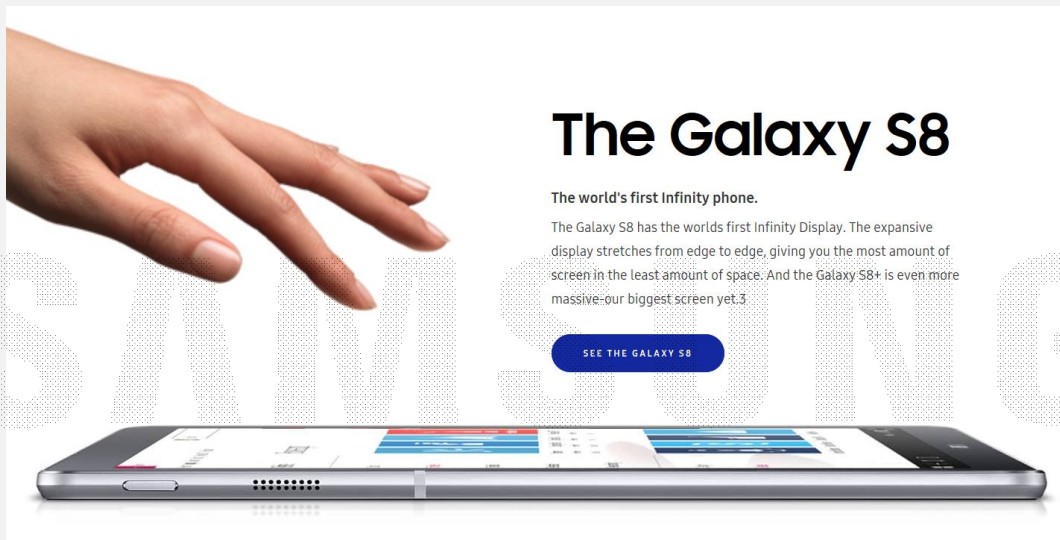 The Galaxy S8
The world's first Infinity phone.
The Galaxy S8 has the worlds first Infinity Display. The expansive
display stretches from edge to edge, giving you the most amount of
screen in the least amount of space. And the Galaxy S8+ is even more
massive-our biggest screen yet.3
SEE THE GALAXY S8
SAMSUNG